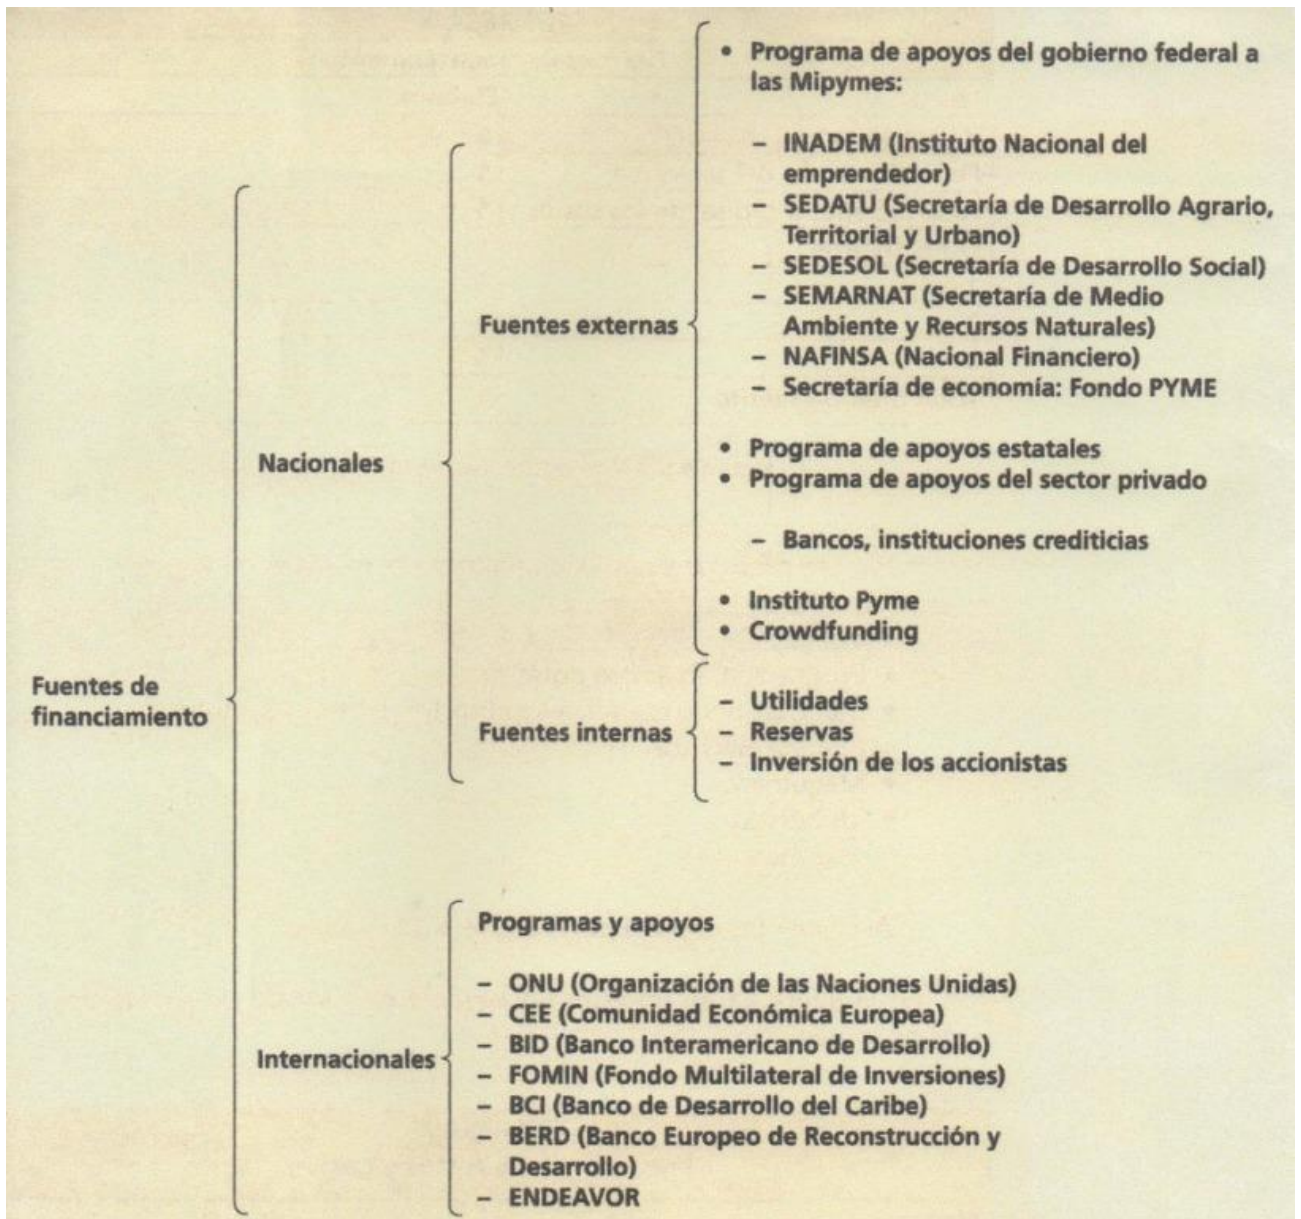 Fuentes de
financiamiento
Nacionales
Fuentes externas
• Programa de apoyos del gobierno federal a
las Mipymes:
– INADEM (Instituto Nacional del
emprendedor)
– SEDATU (Secretaría de Desarrollo Agrario,
Territorial y Urbano)
– SEDESOL (Secretaría de Desarrollo Social)
– SEMARNAT (Secretaría de Medio
Ambiente y Recursos Naturales)
– NAFINSA (Nacional Financiero)
– Secretaría de economía: Fondo PYME
• Programa de apoyos estatales
• Programa de apoyos del sector privado
– Bancos, instituciones crediticias
• Instituto Pyme
• Crowdfunding
Fuentes internas
– Utilidades
– Reservas
– Inversión de los accionistas
Internacionales
Programas y apoyos
– ONU (Organización de las Naciones Unidas)
– CEE (Comunidad Económica Europea)
– BID (Banco Interamericano de Desarrollo)
– FOMIN (Fondo Multilateral de Inversiones)
– BCI (Banco de Desarrollo del Caribe)
– BERD (Banco Europeo de Reconstrucción y
Desarrollo)
– ENDEAVOR